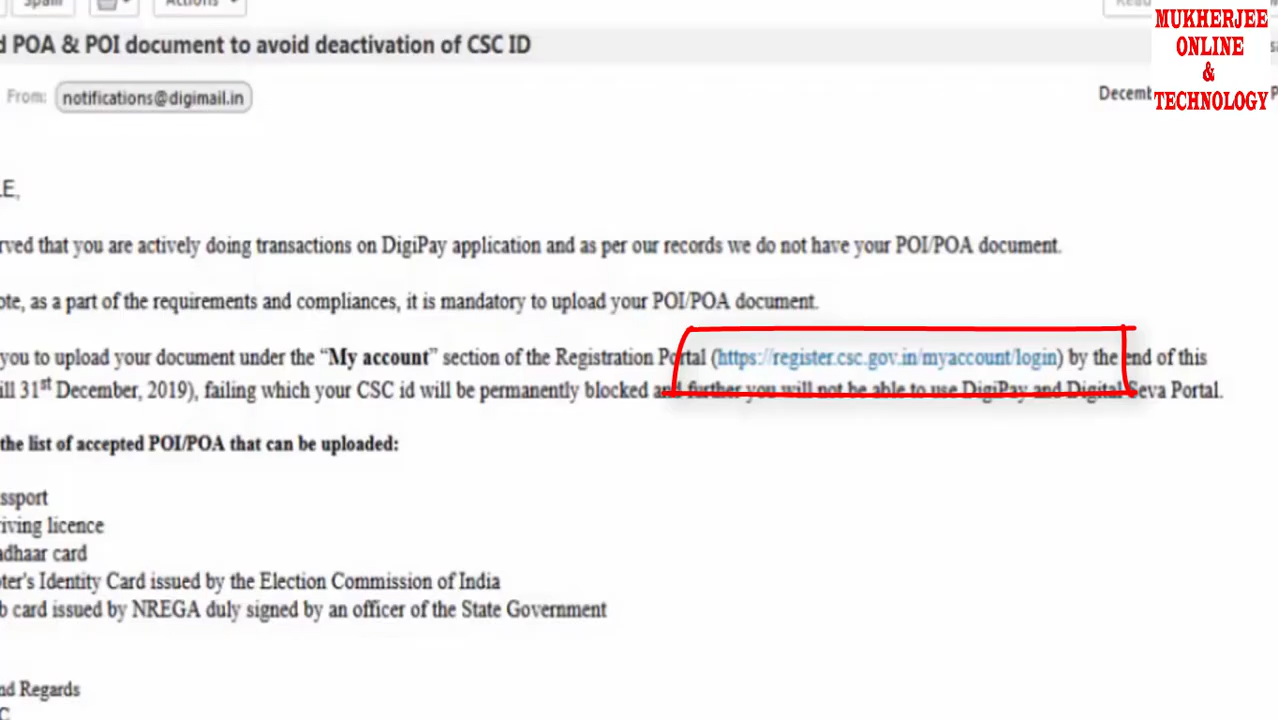 Spam
Actions
Read
POA & POI document to avoid deactivation of CSC ID
MUKHERJEE
ONLINE
&
TECHNOLOGY
From: notifications@digimail.in
Decemb
LE,
rved that you are actively doing transactions on DigiPay application and as per our records we do not have your POI/POA document.
ote, as a part of the requirements and compliances, it is mandatory to upload your POI/POA document.
you to upload your document under the “My account” section of the Registration Portal (https://register.csc.gov.in/myaccount/login) by the end of this
ill 31st December, 2019), failing which your CSC id will be permanently blocked and further you will not be able to use DigiPay and Digital Seva Portal.
the list of accepted POI/POA that can be uploaded:
ssport
riving licence
adhaar card
ter's Identity Card issued by the Election Commission of India
b card issued by NREGA duly signed by an officer of the State Government
nd Regards